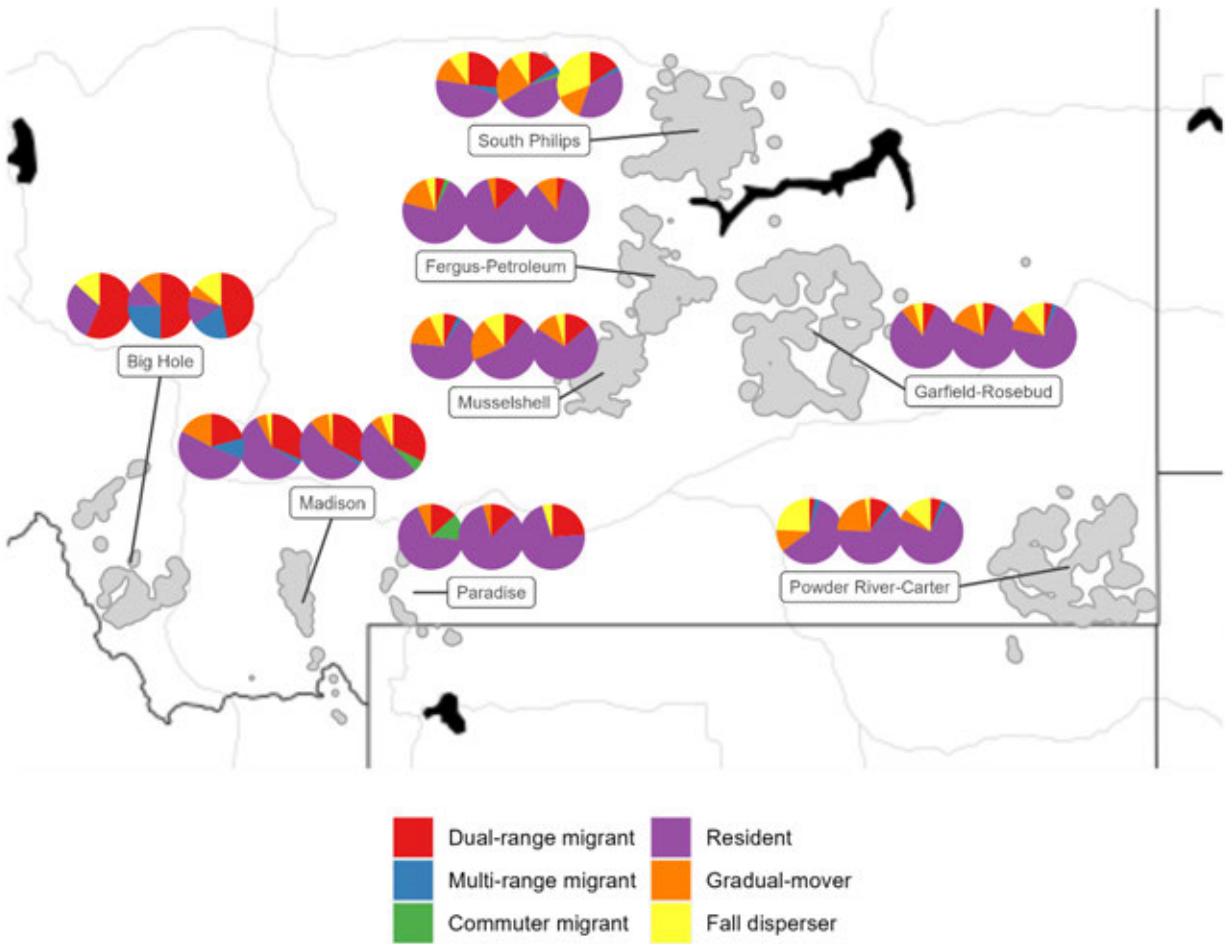 South Philips
Fergus-Petroleum
Big Hole
Musselshell
Garfield-Rosebud
Madison
Paradise
Powder River-Carter
Dual-range migrant
Resident
Multi-range migrant
Gradual-mover
Commuter migrant
Fall disperser